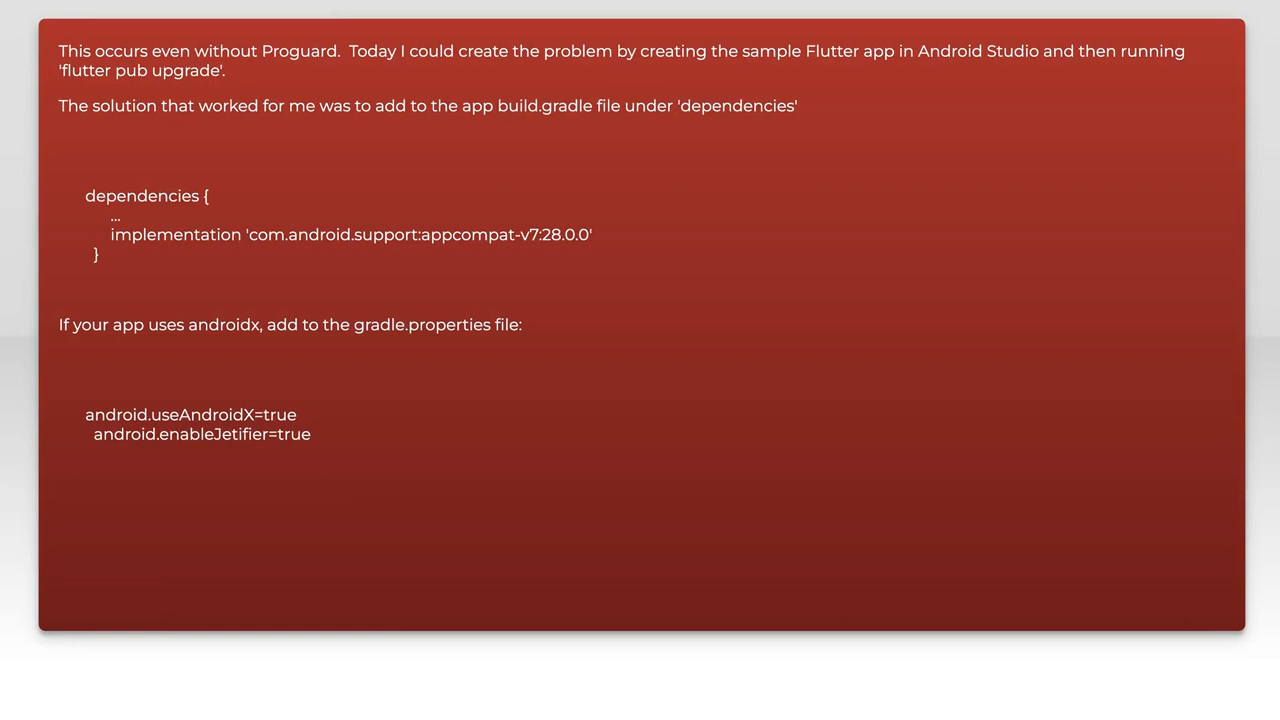 This occurs even without Proguard.  Today I could create the problem by creating the sample Flutter app in Android Studio and then running
'flutter pub upgrade'.
The solution that worked for me was to add to the app build.gradle file under 'dependencies'
dependencies {
...
implementation 'com.android.support:appcompat-v7:28.0.0'
}
If your app uses androidx, add to the gradle.properties file:
android.useAndroidX=true
android.enableJetifier=true